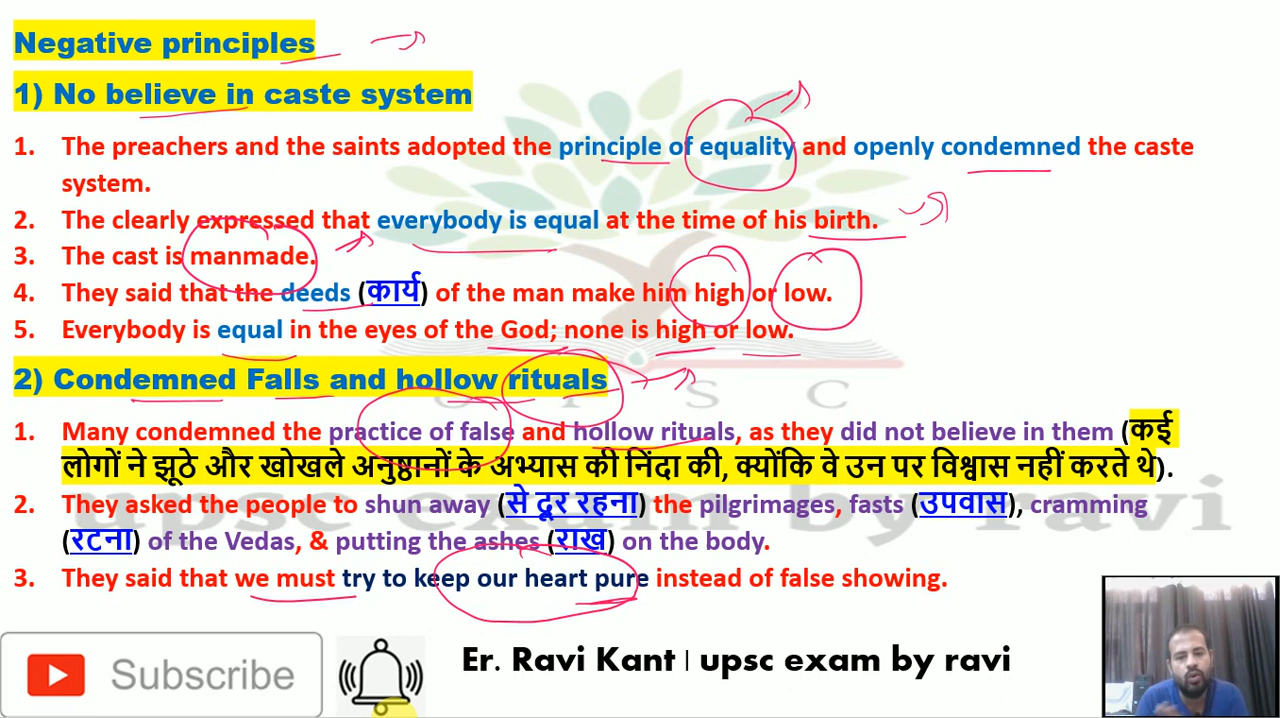 Negative principles
1) No believe in caste system
1. The preachers and the saints adopted the principle of equality and openly condemned the caste
system.
2. The clearly expressed that everybody is equal at the time of his birth.
3. The cast is manmade.
4. They said that the deeds (कार्य) of the man make him high or low.
5. Everybody is equal in the eyes of the God; none is high or low.
2) Condemned Falls and hollow rituals
U P S C
1. Many condemned the practice of false and hollow rituals, as they did not believe in them (कई
लोगों ने झूठे और खोखले अनुष्ठानों के अभ्यास की निंदा की, क्योंकि वे उन पर विश्वास नहीं करते थे).
2. They asked the people to shun away (से दूर रहना) the pilgrimages, fasts (उपवास), cramming
upsc exam by ravi
(रटना) of the Vedas, & putting the ashes (राख) on the body.
3. They said that we must try to keep our heart pure instead of false showing.
Subscribe
Er. Ravi Kant | upsc exam by ravi